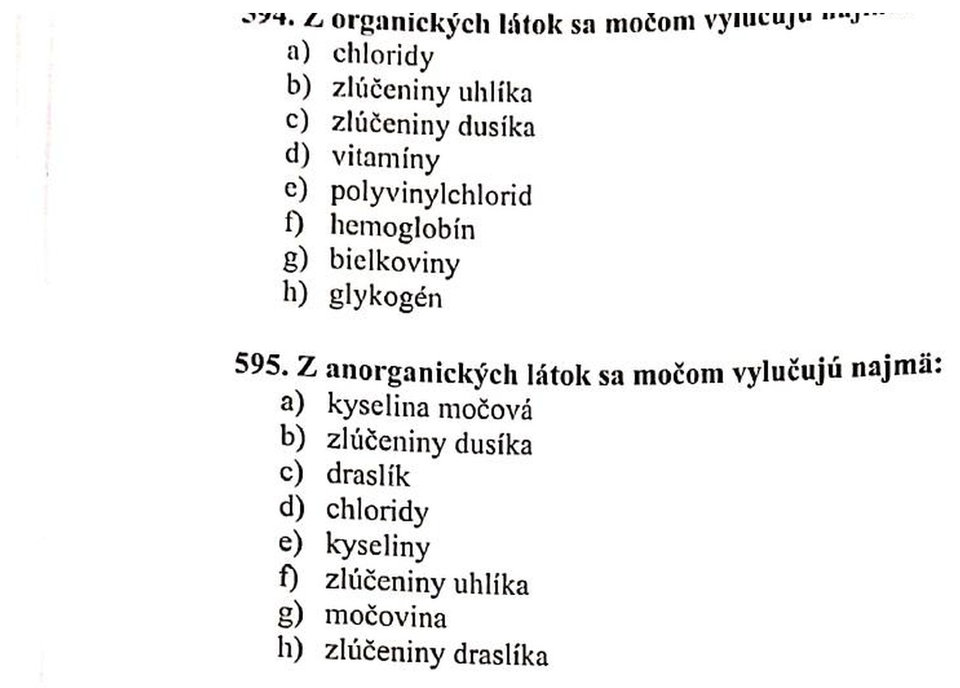 594. Z organických látok sa močom vylučujú
a) chloridy
b) zlúčeniny uhlíka
c) zlúčeniny dusíka
d) vitamíny
e) polyvinylchlorid
f) hemoglobín
g) bielkoviny
h) glykogén
595. Z anorganických látok sa močom vylučujú najmä:
a) kyselina močová
b) zlúčeniny dusíka
c) draslík
d) chloridy
e) kyseliny
f) zlúčeniny uhlíka
g) močovina
h) zlúčeniny draslíka